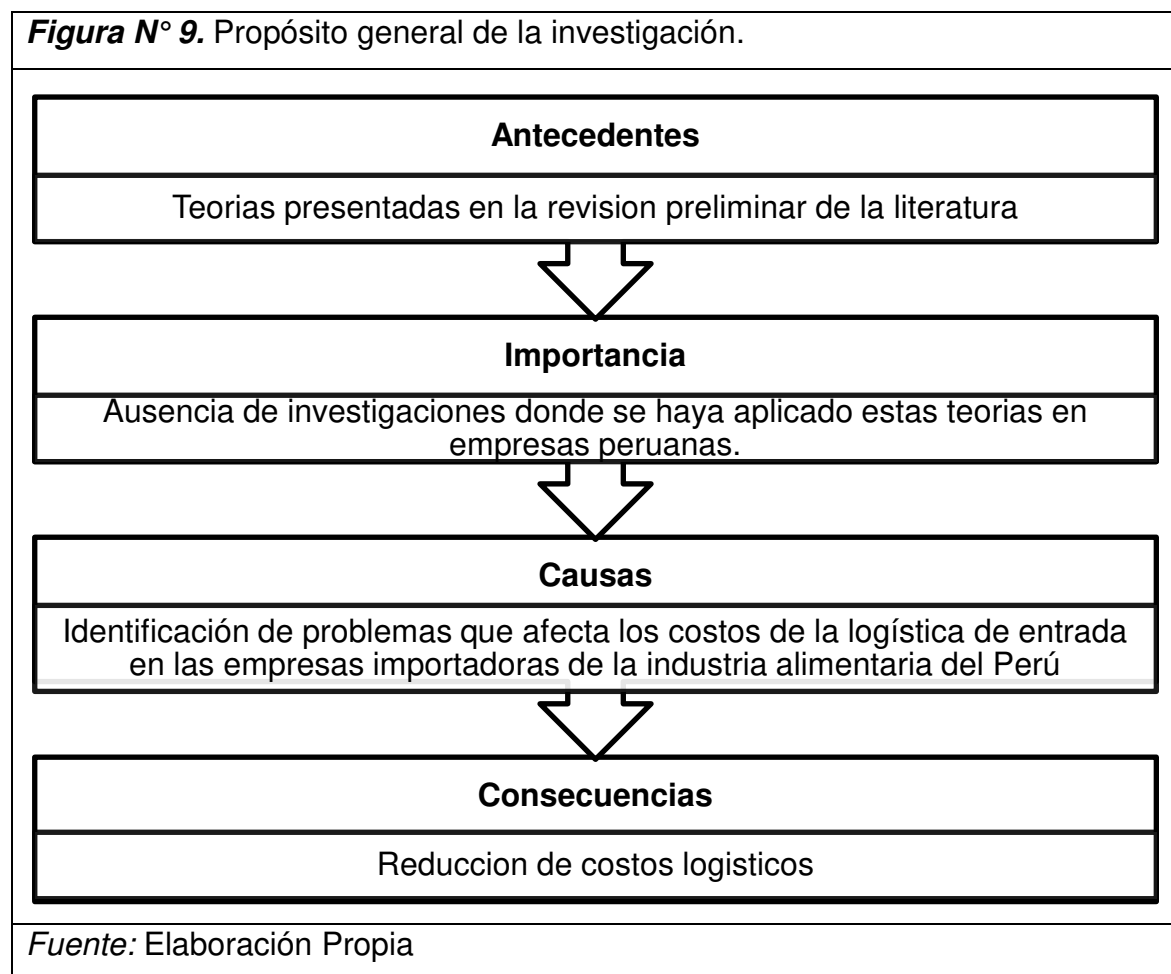 Figura N° 9. Propósito general de la investigación.
Antecedentes
Teorias presentadas en la revision preliminar de la literatura
Importancia
Ausencia de investigaciones donde se haya aplicado estas teorias en
empresas peruanas.
Causas
Identificación de problemas que afecta los costos de la logística de entrada
en las empresas importadoras de la industria alimentaria del Perú
Consecuencias
Reduccion de costos logisticos
Fuente: Elaboración Propia